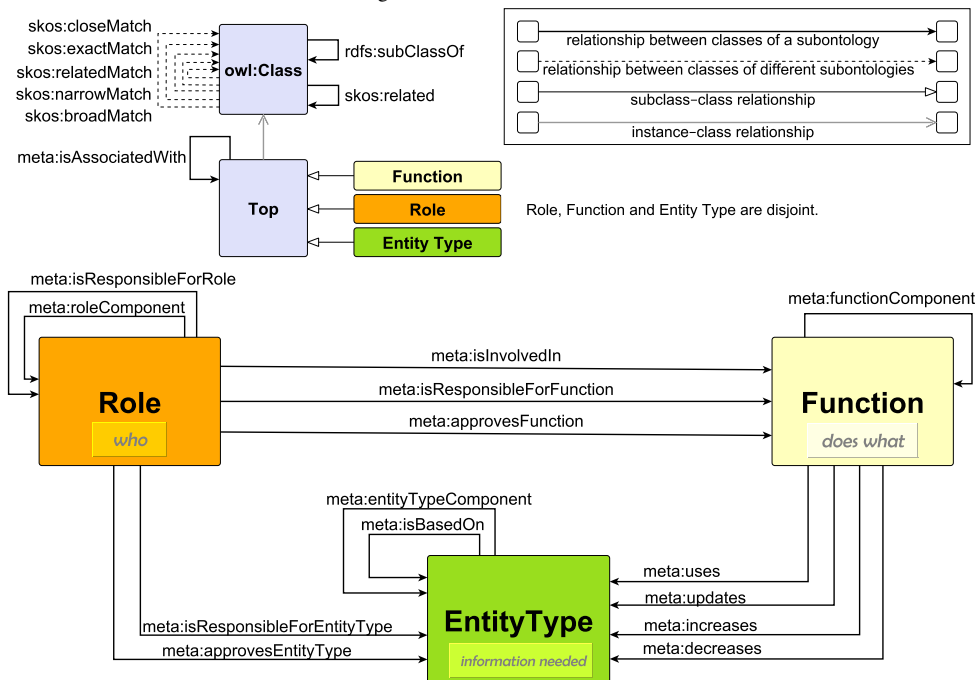 skos:closeMatch
skos:exactMatch
skos:relatedMatch
skos:narrowMatch
skos:broadMatch
owl:Class
rdfs:subClassOf
skos:related
relationship between classes of a subontology
relationship between classes of different subontologies
subclass–class relationship
instance–class relationship
meta:isAssociatedWith
Top
Function
Role
Entity Type
Role, Function and Entity Type are disjoint.
meta:isResponsibleForRole
meta:roleComponent
meta:functionComponent
Role
who
meta:isInvolvedIn
meta:isResponsibleForFunction
meta:approvesFunction
Function
does what
meta:entityTypeComponent
meta:isBasedOn
meta:isResponsibleForEntityType
meta:approvesEntityType
EntityType
information needed
meta:uses
meta:updates
meta:increases
meta:decreases